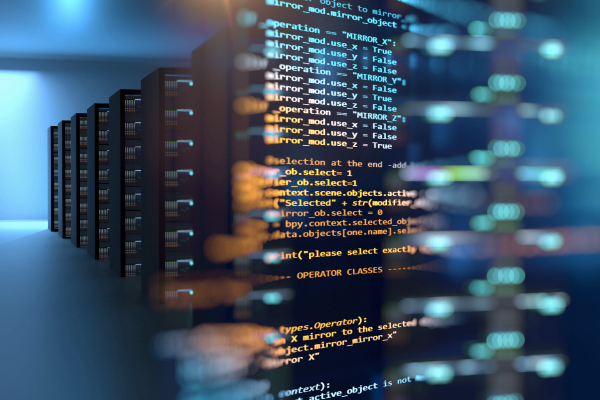 object to mirror
mirror_mod.mirror_object
operation == "MIRROR_X":
mirror_mod.use_x = True
mirror_mod.use_y = False
mirror_mod.use_z = False
_operation == "MIRROR_Y":
mirror_mod.use_x = False
mirror_mod.use_y = True
mirror_mod.use_z = False
_operation == "MIRROR_Z":
mirror_mod.use_x = False
mirror_mod.use_y = False
mirror_mod.use_z = True
selection at the end -add
_ob.select= 1
er_ob.select=1
context.scene.objects.active
("Selected" + str(modifier_
mirror_ob.select = 0
bpy.context.selected_obj
data.objects[one.name].sel
int("please select exactly
---- OPERATOR CLASSES ----
types.Operator):
X mirror to the selected
object.mirror_mirror_x"
ror X"
context):
active_object is not